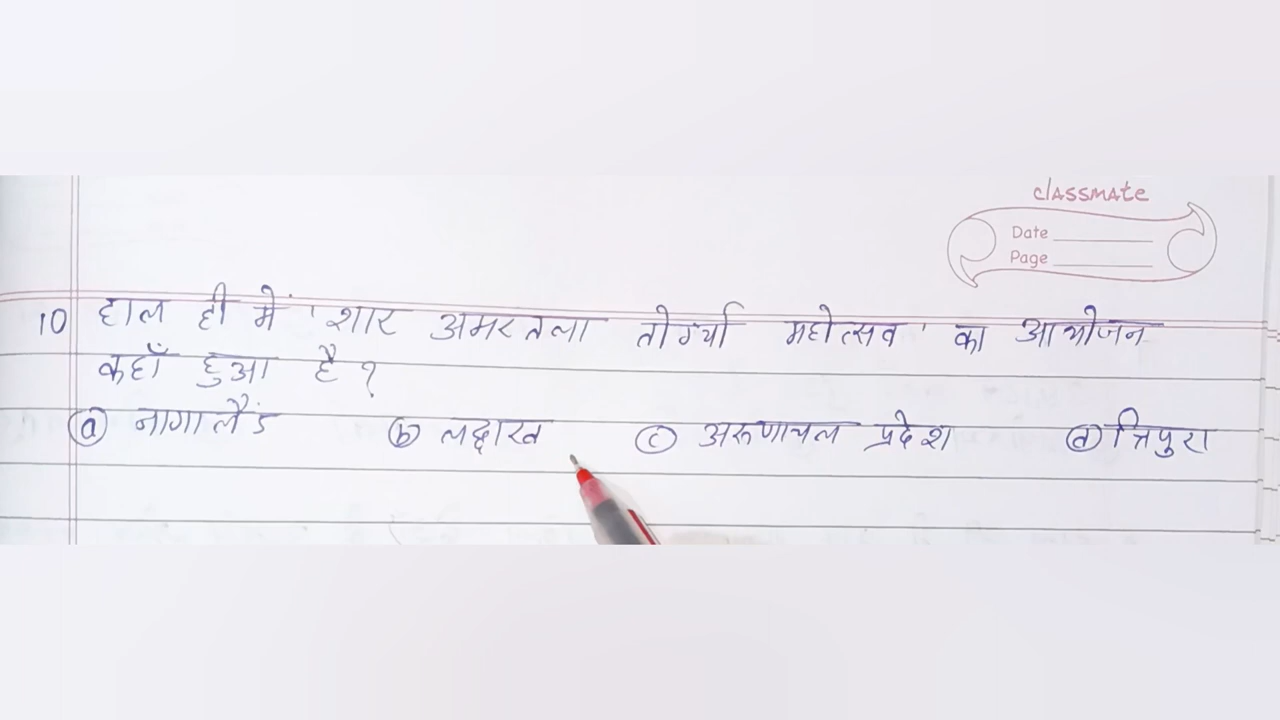 classmate
Date
Page
10 हाल ही में 'शार अमरतला तोर्ग्या महोत्सव' का आयोजन
कहाँ हुआ है?
(a) नागालैंड (b) लद्दाख (c) अरुणाचल प्रदेश (d) त्रिपुरा